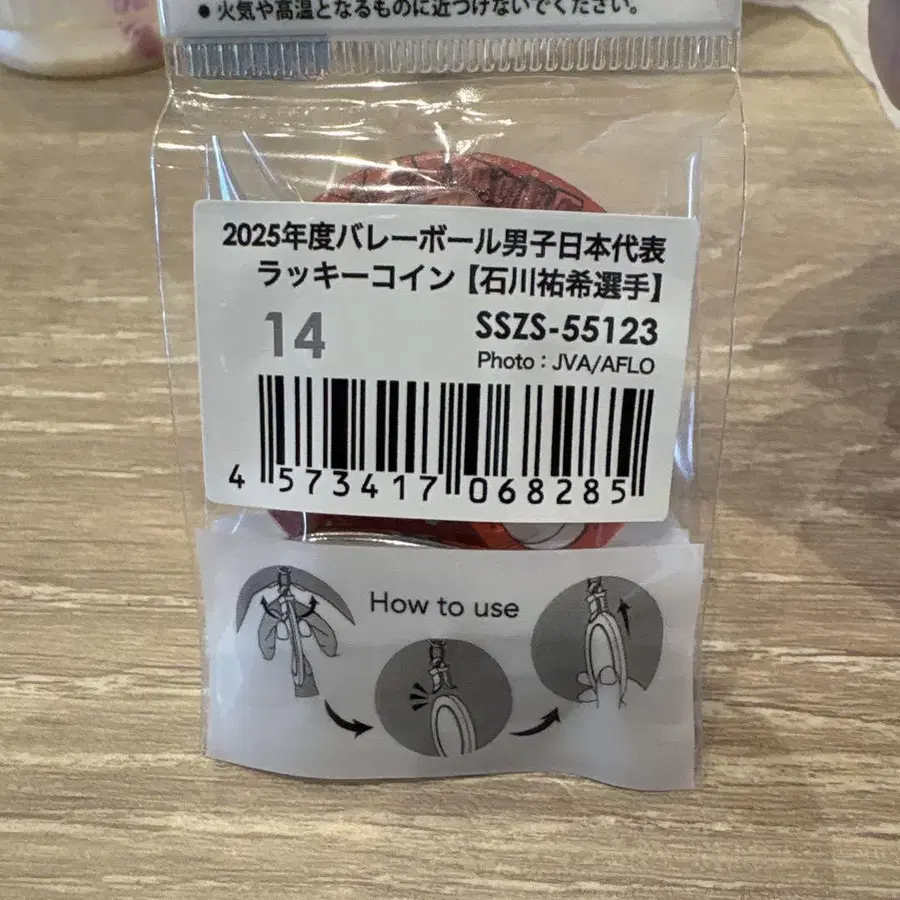 ● 火気や高温となるものに近づけないでください。
2025年度バレーボール男子日本代表
ラッキーコイン【石川祐希選手】
14
SSZS-55123
Photo：JVA/AFLO
4 573417 068285
How to use